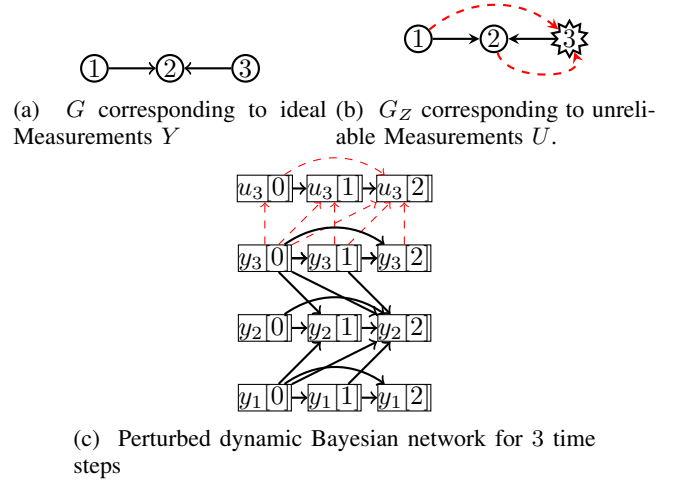 1 2 3
1 2 3
(a) G corresponding to ideal Measurements Y
(b) G_Z corresponding to unreliable Measurements U.
u_3[0] u_3[1] u_3[2]
y_3[0] y_3[1] y_3[2]
y_2[0] y_2[1] y_2[2]
y_1[0] y_1[1] y_1[2]
(c) Perturbed dynamic Bayesian network for 3 time
steps